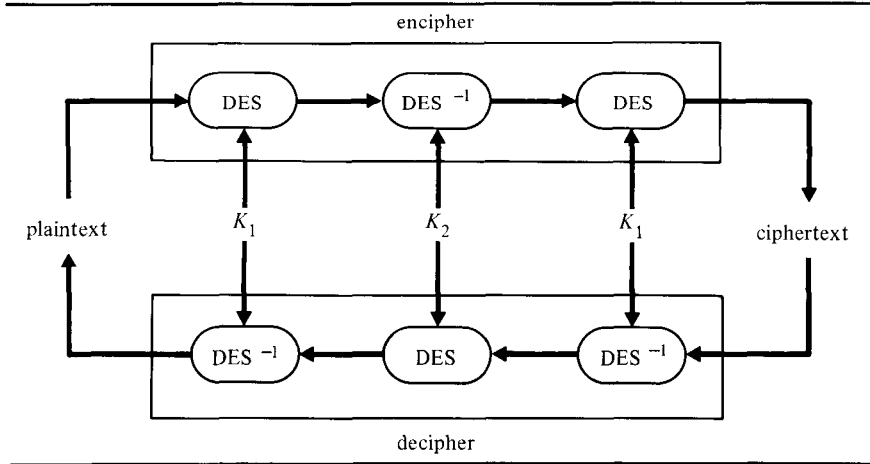 encipher
DES
DES ⁻¹
DES
plaintext
K₁
K₂
K₁
ciphertext
DES ⁻¹
DES
DES ⁻¹
decipher